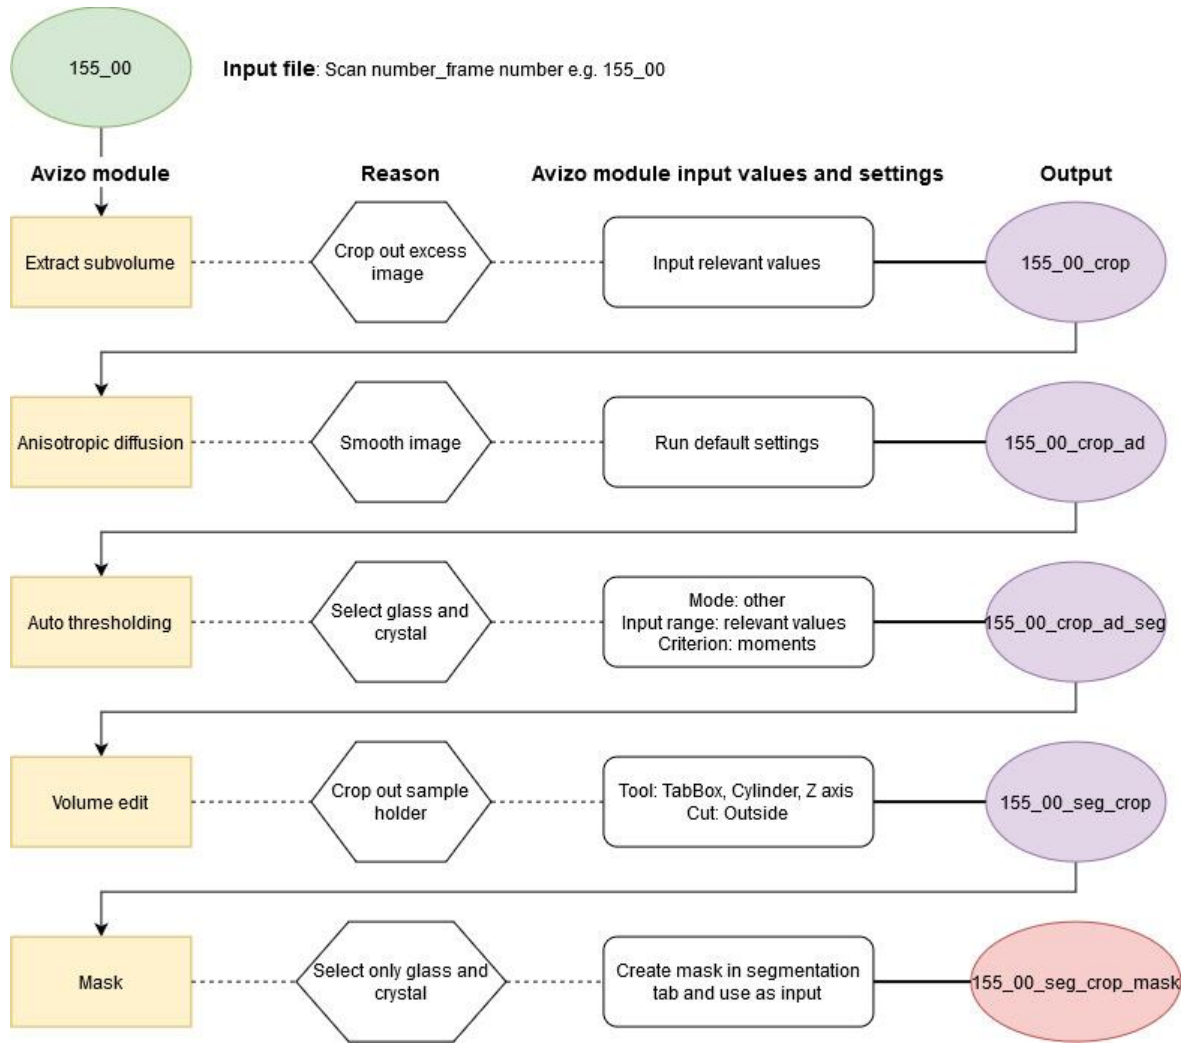 155_00
Input file: Scan number_frame number e.g. 155_00
Avizo module
Reason
Avizo module input values and settings
Output
Extract subvolume
Crop out excess
image
Input relevant values
155_00_crop
Anisotropic diffusion
Smooth image
Run default settings
155_00_crop_ad
Auto thresholding
Select glass and
crystal
Mode: other
Input range: relevant values
Criterion: moments
155_00_crop_ad_seg
Volume edit
Crop out sample
holder
Tool: TabBox, Cylinder, Z axis
Cut: Outside
155_00_seg_crop
Mask
Select only glass and
crystal
Create mask in segmentation
tab and use as input
155_00_seg_crop_mask